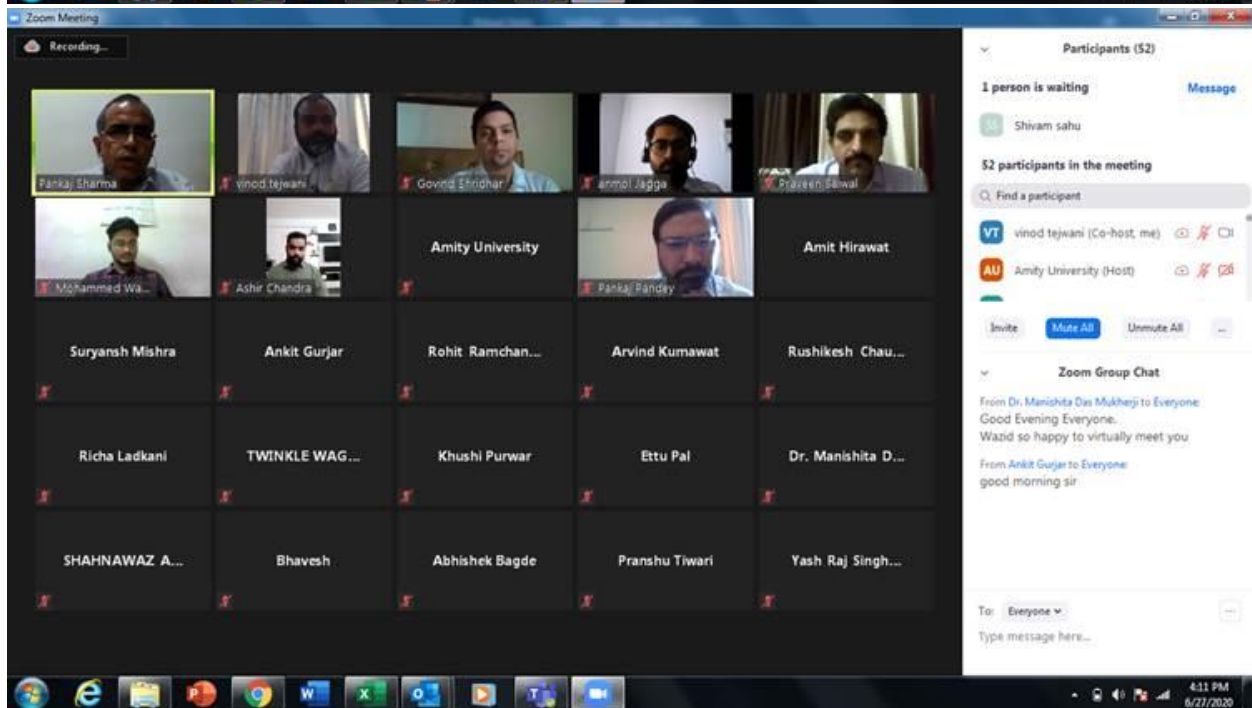 Zoom Meeting
Recording...
Pankaj Sharma
vinod tejwani
Govind Shridhar
anmol Jagga
Praveen Saiwal
Mohammed Wa...
Ashir Chandra
Amity University
Pankaj Pandey
Amit Hirawat
Suryansh Mishra
Ankit Gurjar
Rohit Ramchan...
Arvind Kumawat
Rushikesh Chau...
Richa Ladkani
TWINKLE WAG...
Khushi Purwar
Ettu Pal
Dr. Manishita D...
SHAHNAWAZ A...
Bhavesh
Abhishek Bagde
Pranshu Tiwari
Yash Raj Singh...
Participants (52)
1 person is waiting Message
Shivam sahu
52 participants in the meeting
Find a participant
VT vinod tejwani (Co-host, me)
AU Amity University (Host)
Invite Mute All Unmute All ...
Zoom Group Chat
From Dr. Manishita Das Mukherji to Everyone:
Good Evening Everyone.
Wazid so happy to virtually meet you
From Ankit Gurjar to Everyone:
good morning sir
To: Everyone
Type message here...
4:11 PM
6/27/2020